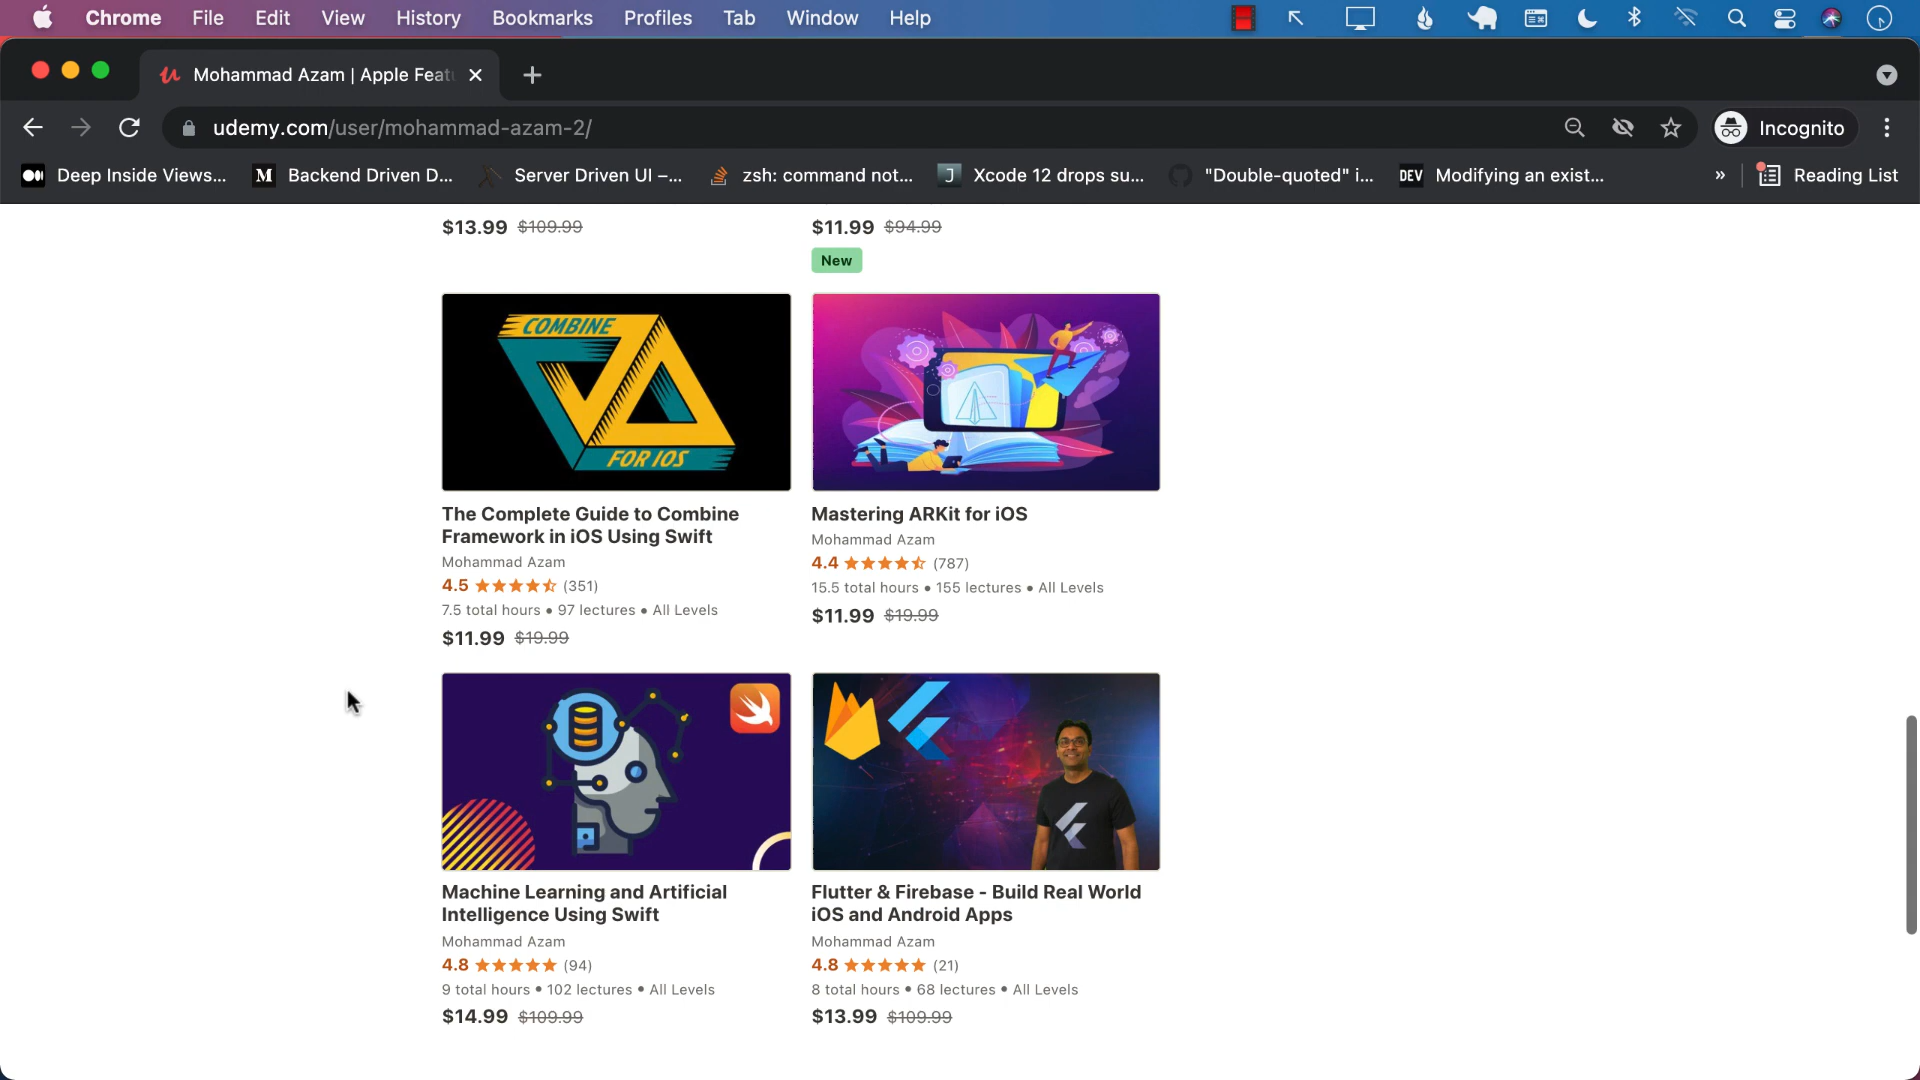 Chrome File Edit View History Bookmarks Profiles Tab Window Help
Mohammad Azam | Apple Feat
udemy.com/user/mohammad-azam-2/
Incognito
Deep Inside Views... Backend Driven D... Server Driven UI –... zsh: command not... Xcode 12 drops su... "Double-quoted" i... DEV Modifying an exist... » Reading List
$13.99 $109.99
$11.99 $94.99
New
COMBINE
FOR IOS
The Complete Guide to Combine
Framework in iOS Using Swift
Mohammad Azam
4.5 (351)
7.5 total hours • 97 lectures • All Levels
$11.99 $19.99
Mastering ARKit for iOS
Mohammad Azam
4.4 (787)
15.5 total hours • 155 lectures • All Levels
$11.99 $19.99
Machine Learning and Artificial
Intelligence Using Swift
Mohammad Azam
4.8 (94)
9 total hours • 102 lectures • All Levels
$14.99 $109.99
Flutter & Firebase - Build Real World
iOS and Android Apps
Mohammad Azam
4.8 (21)
8 total hours • 68 lectures • All Levels
$13.99 $109.99